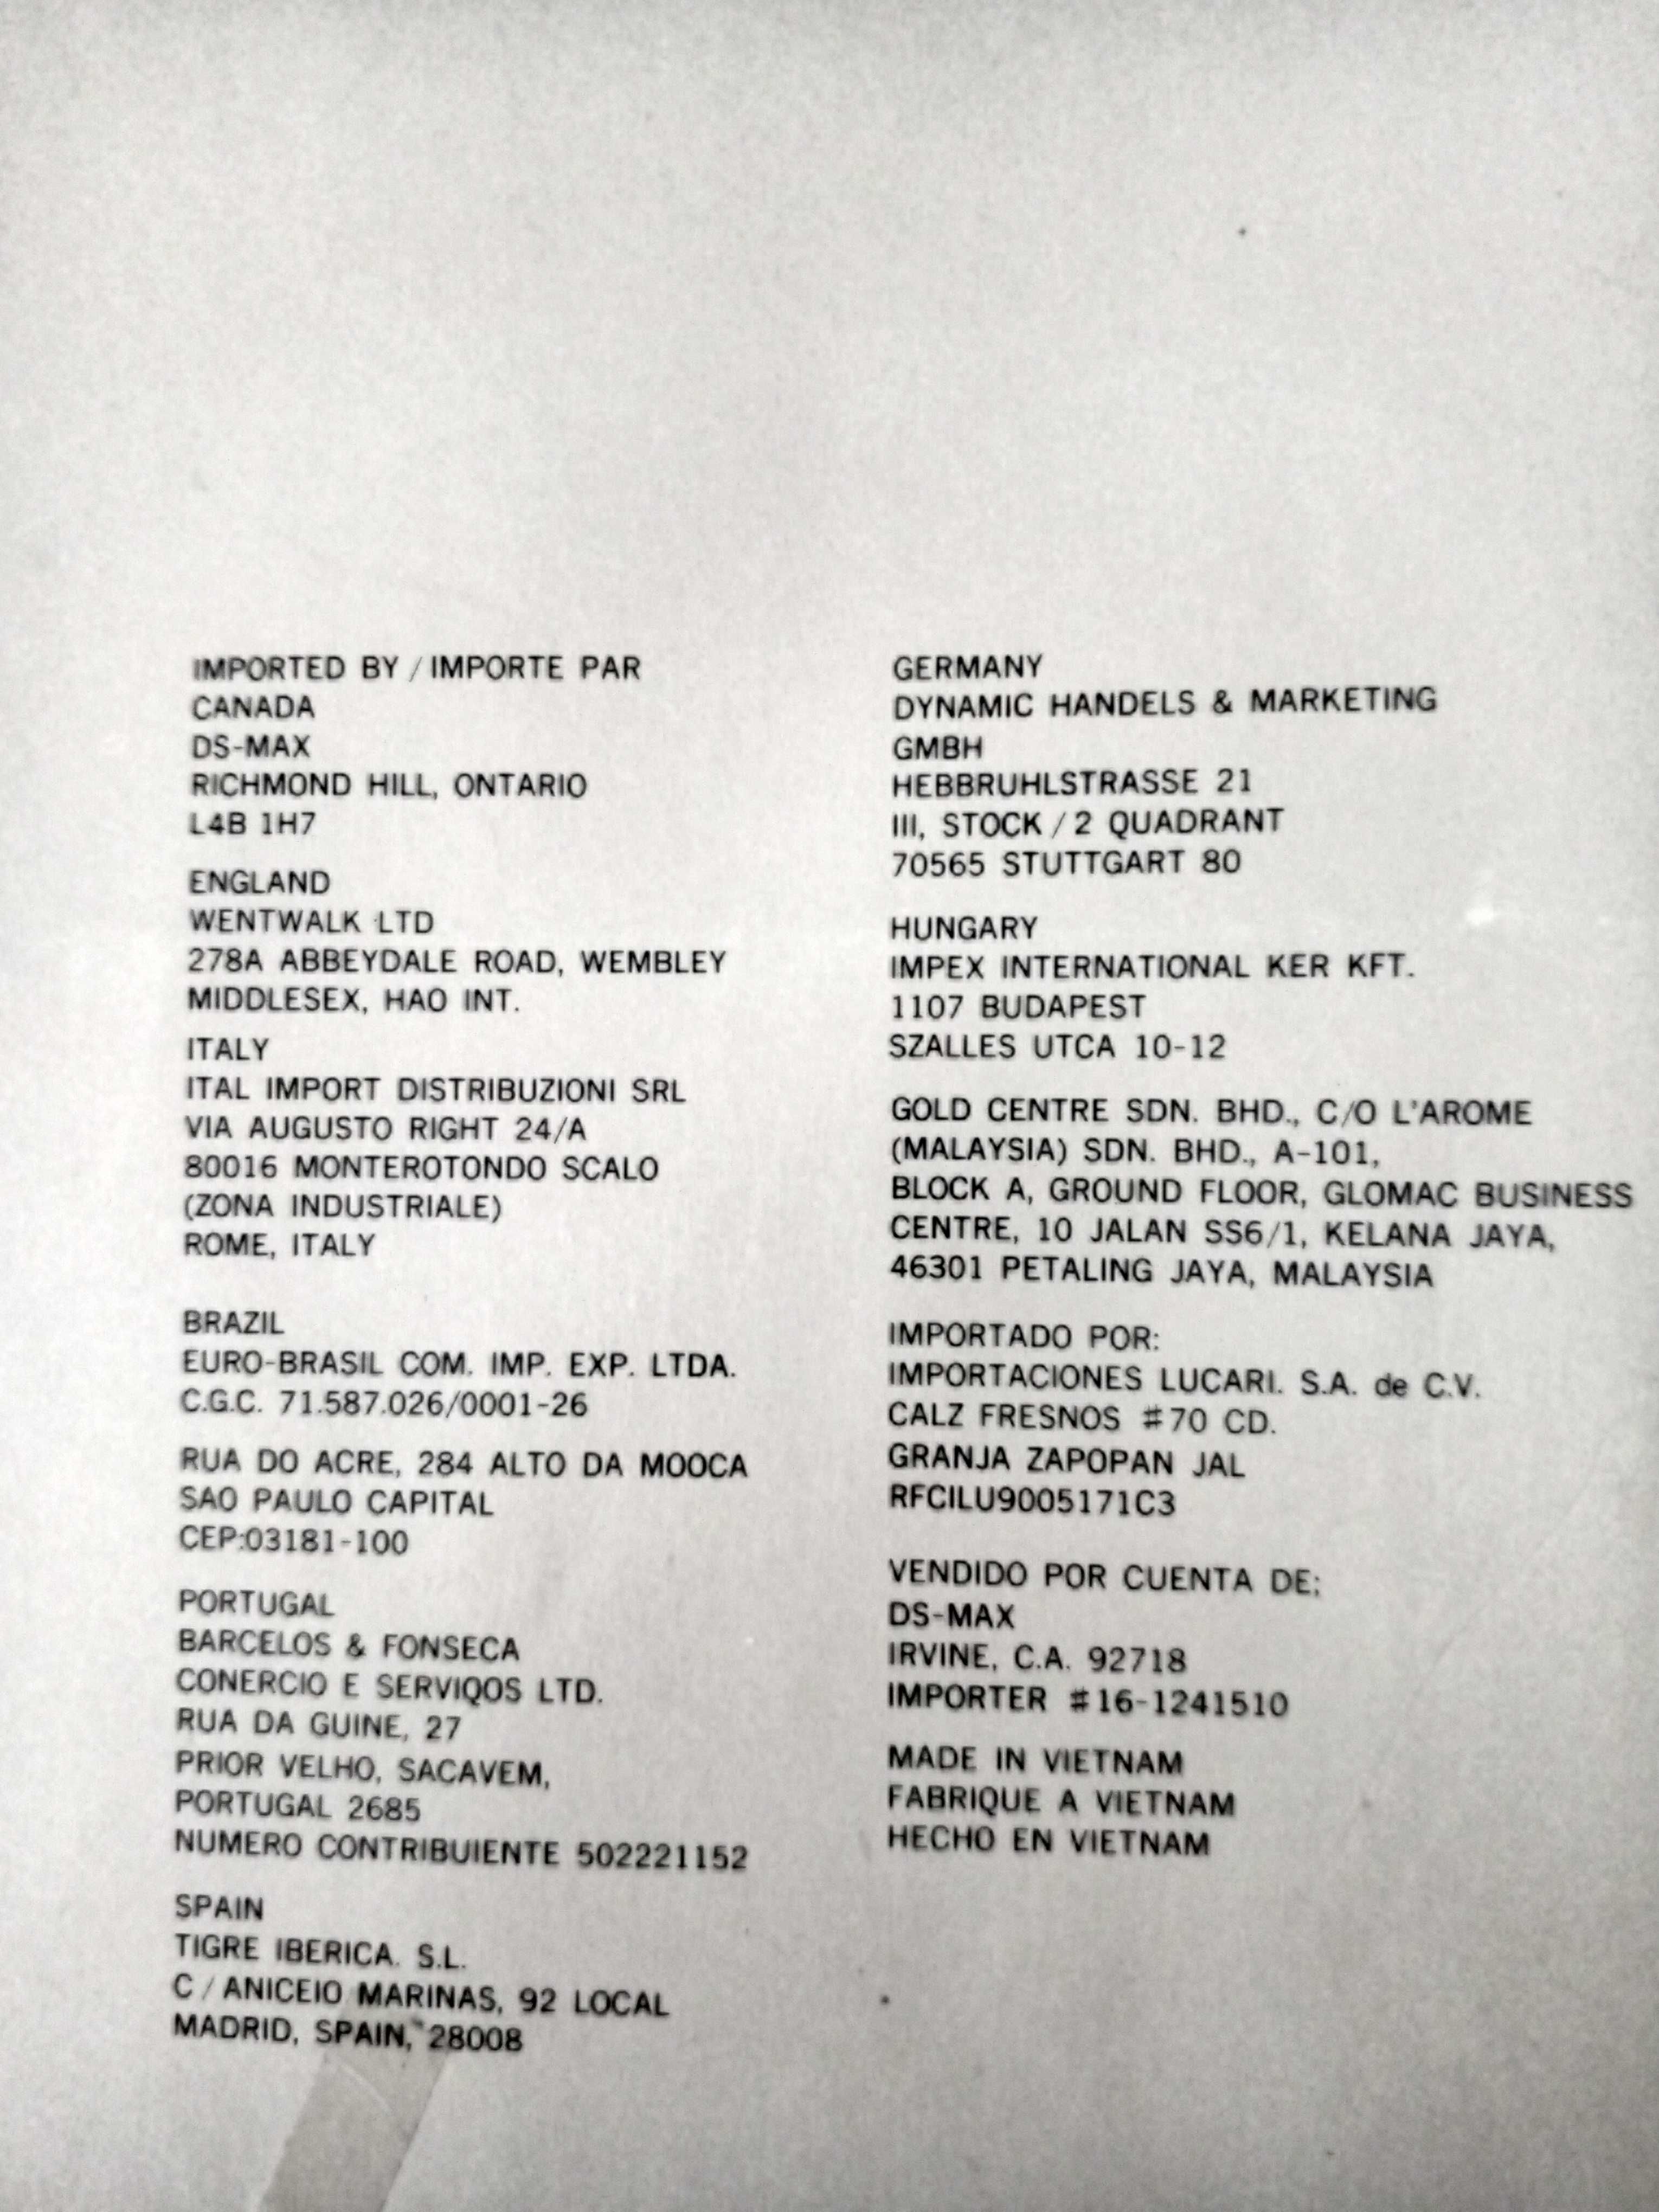 IMPORTED BY / IMPORTE PAR
CANADA
DS-MAX
RICHMOND HILL, ONTARIO
L4B 1H7
ENGLAND
WENTWALK LTD
278A ABBEYDALE ROAD, WEMBLEY
MIDDLESEX, HAO INT.
ITALY
ITAL IMPORT DISTRIBUZIONI SRL
VIA AUGUSTO RIGHT 24/A
80016 MONTEROTONDO SCALO
(ZONA INDUSTRIALE)
ROME, ITALY
BRAZIL
EURO-BRASIL COM. IMP. EXP. LTDA.
C.G.C. 71.587.026/0001-26
RUA DO ACRE, 284 ALTO DA MOOCA
SAO PAULO CAPITAL
CEP:03181-100
PORTUGAL
BARCELOS & FONSECA
CONERCIO E SERVIQOS LTD.
RUA DA GUINE, 27
PRIOR VELHO, SACAVEM,
PORTUGAL 2685
NUMERO CONTRIBUIENTE 502221152
SPAIN
TIGRE IBERICA. S.L.
C / ANICEIO MARINAS, 92 LOCAL
MADRID, SPAIN, 28008
GERMANY
DYNAMIC HANDELS & MARKETING
GMBH
HEBBRUHLSTRASSE 21
III, STOCK / 2 QUADRANT
70565 STUTTGART 80
HUNGARY
IMPEX INTERNATIONAL KER KFT.
1107 BUDAPEST
SZALLES UTCA 10-12
GOLD CENTRE SDN. BHD., C/O L'AROME
(MALAYSIA) SDN. BHD., A-101,
BLOCK A, GROUND FLOOR, GLOMAC BUSINESS
CENTRE, 10 JALAN SS6/1, KELANA JAYA,
46301 PETALING JAYA, MALAYSIA
IMPORTADO POR:
IMPORTACIONES LUCARI. S.A. de C.V.
CALZ FRESNOS #70 CD.
GRANJA ZAPOPAN JAL
RFCILU9005171C3
VENDIDO POR CUENTA DE:
DS-MAX
IRVINE, C.A. 92718
IMPORTER #16-1241510
MADE IN VIETNAM
FABRIQUE A VIETNAM
HECHO EN VIETNAM